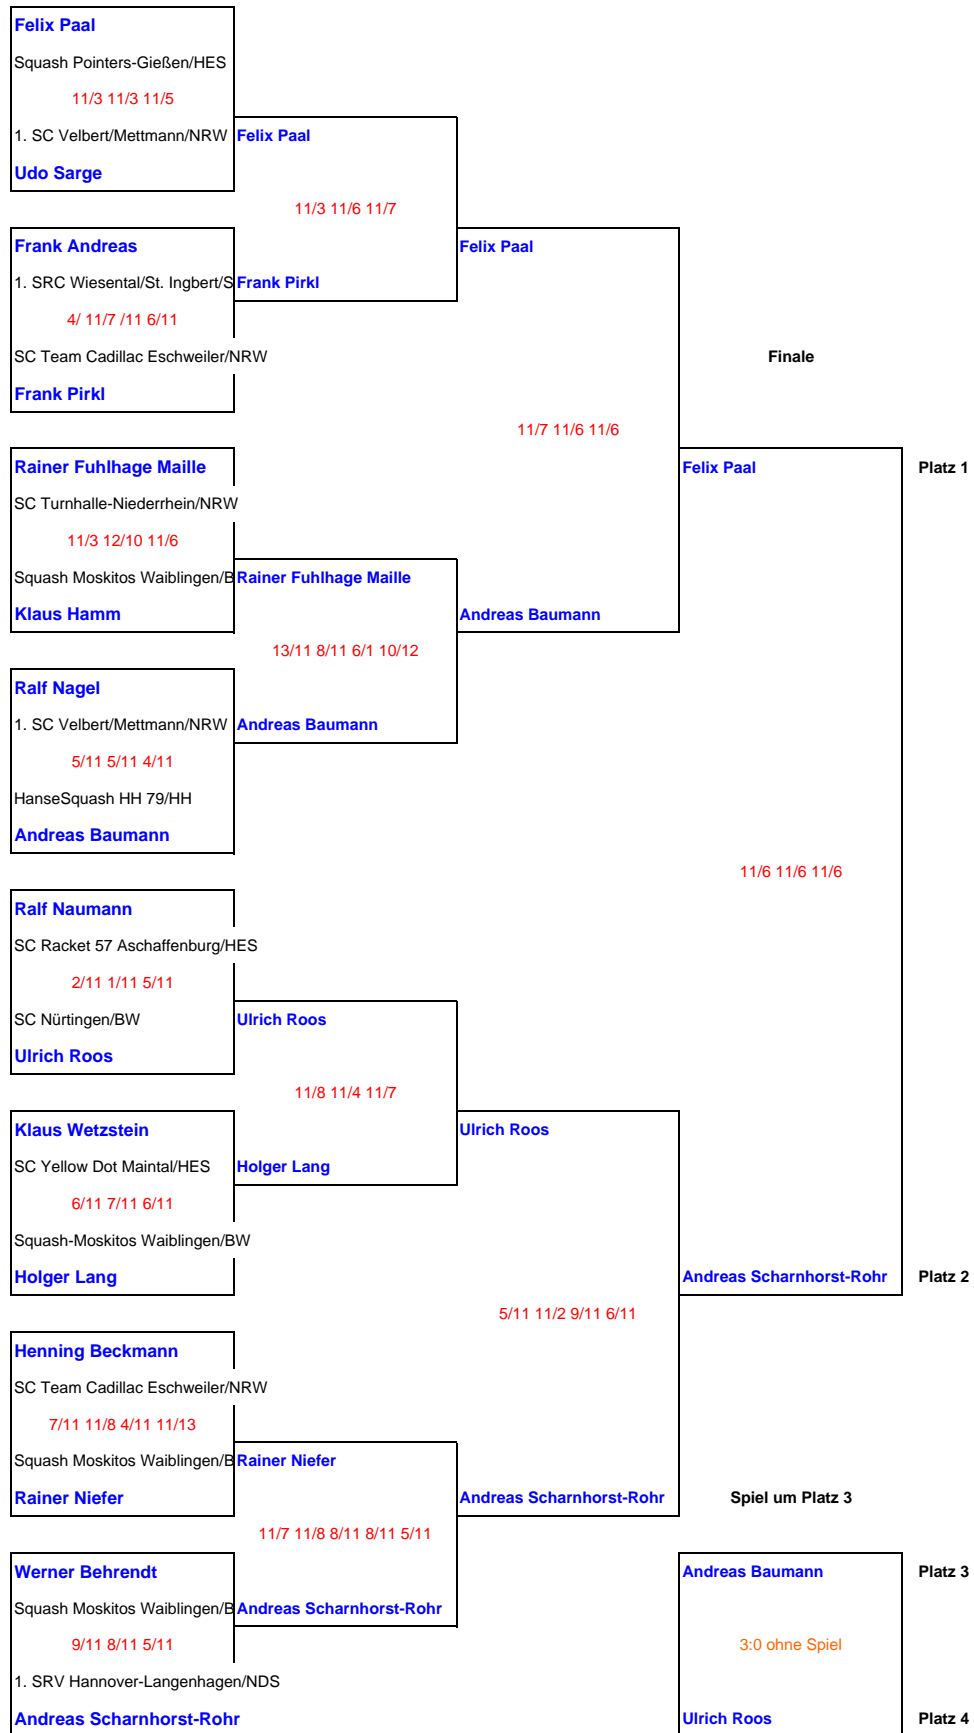 Felix Paal
Squash Pointers-Gießen/HES
11/3 11/3 11/5
1. SC Velbert/Mettmann/NRW Felix Paal
Udo Sarge
11/3 11/6 11/7
Frank Andreas Felix Paal
1. SRC Wiesental/St. Ingbert/S Frank Pirkl
4/ 11/7 /11 6/11
SC Team Cadillac Eschweiler/NRW Finale
Frank Pirkl
11/7 11/6 11/6
Rainer Fuhlhage Maille Felix Paal Platz 1
SC Turnhalle-Niederrhein/NRW
11/3 12/10 11/6
Squash Moskitos Waiblingen/B Rainer Fuhlhage Maille
Klaus Hamm Andreas Baumann
13/11 8/11 6/1 10/12
Ralf Nagel
1. SC Velbert/Mettmann/NRW Andreas Baumann
5/11 5/11 4/11
HanseSquash HH 79/HH
Andreas Baumann
11/6 11/6 11/6
Ralf Naumann
SC Racket 57 Aschaffenburg/HES
2/11 1/11 5/11
SC Nürtingen/BW Ulrich Roos
Ulrich Roos
11/8 11/4 11/7
Klaus Wetzstein Ulrich Roos
SC Yellow Dot Maintal/HES Holger Lang
6/11 7/11 6/11
Squash-Moskitos Waiblingen/BW
Holger Lang Andreas Scharnhorst-Rohr Platz 2
5/11 11/2 9/11 6/11
Henning Beckmann
SC Team Cadillac Eschweiler/NRW
7/11 11/8 4/11 11/13
Squash Moskitos Waiblingen/B Rainer Niefer
Rainer Niefer Andreas Scharnhorst-Rohr Spiel um Platz 3
11/7 11/8 8/11 8/11 5/11
Werner Behrendt Andreas Baumann Platz 3
Squash Moskitos Waiblingen/B Andreas Scharnhorst-Rohr
9/11 8/11 5/11 3:0 ohne Spiel
1. SRV Hannover-Langenhagen/NDS
Andreas Scharnhorst-Rohr Ulrich Roos Platz 4